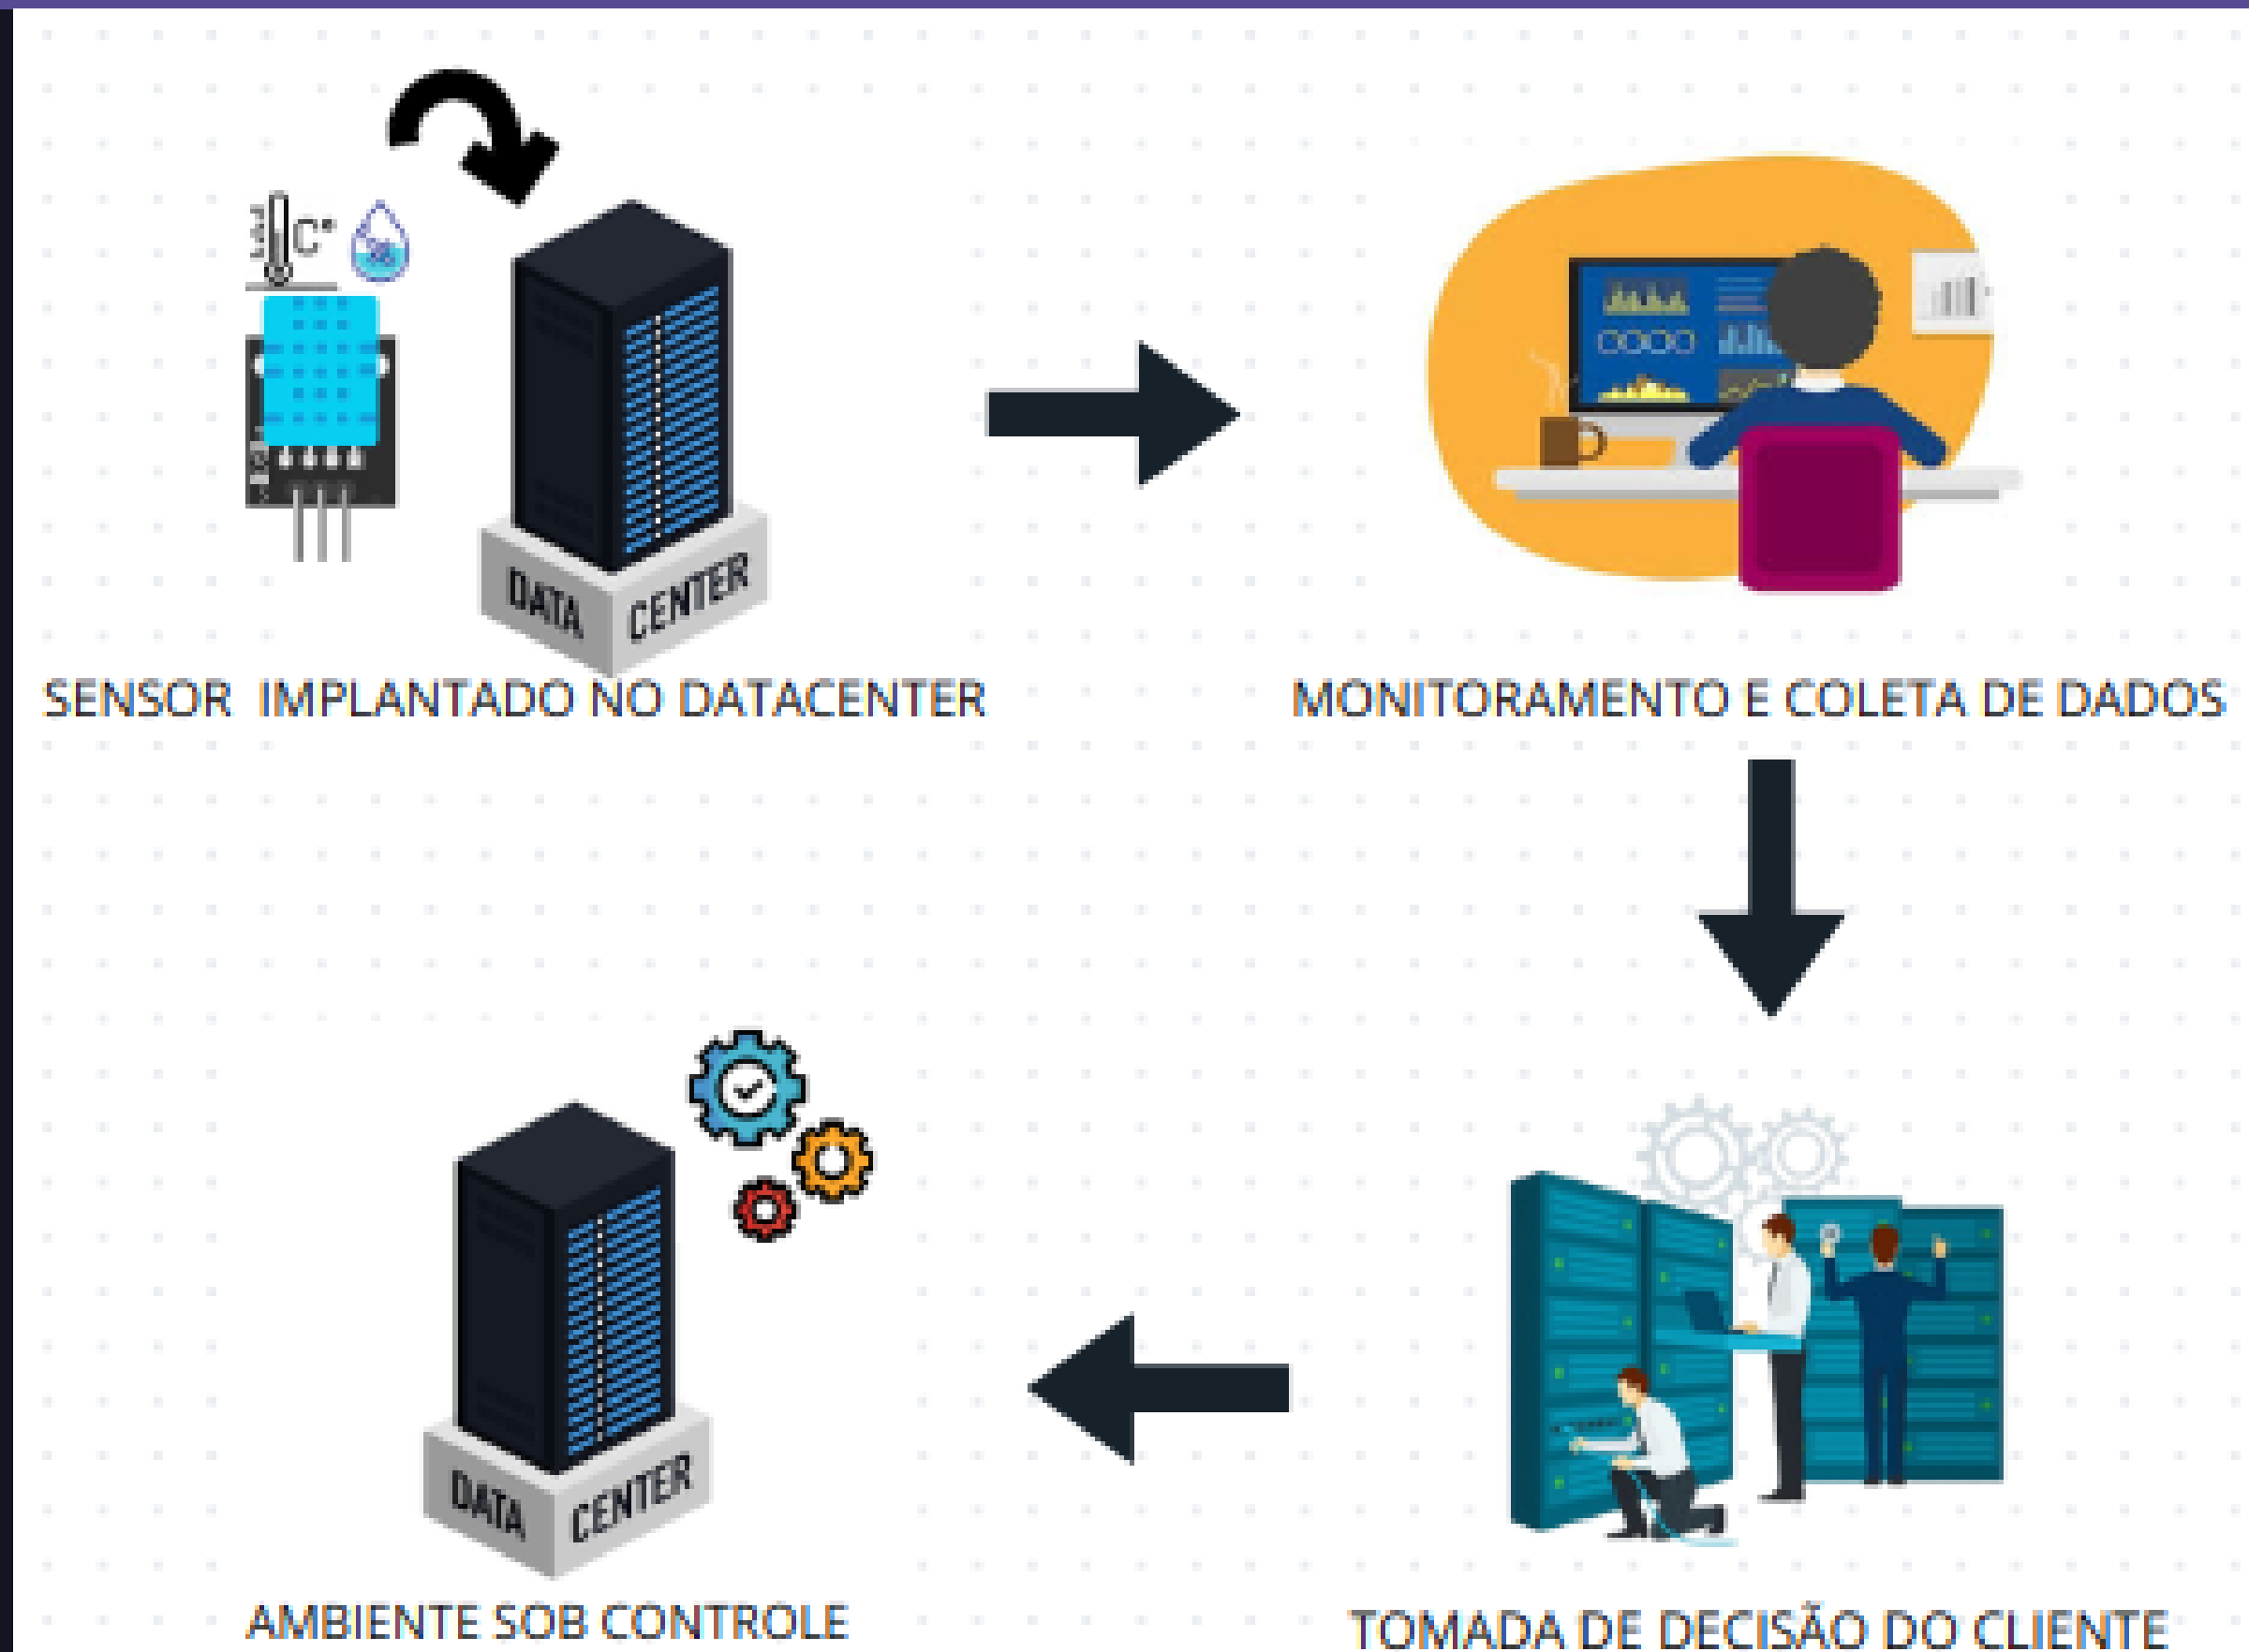 C°
DATA CENTER
SENSOR IMPLANTADO NO DATACENTER
MONITORAMENTO E COLETA DE DADOS
DATA CENTER
AMBIENTE SOB CONTROLE
TOMADA DE DECISÃO DO CLIENTE